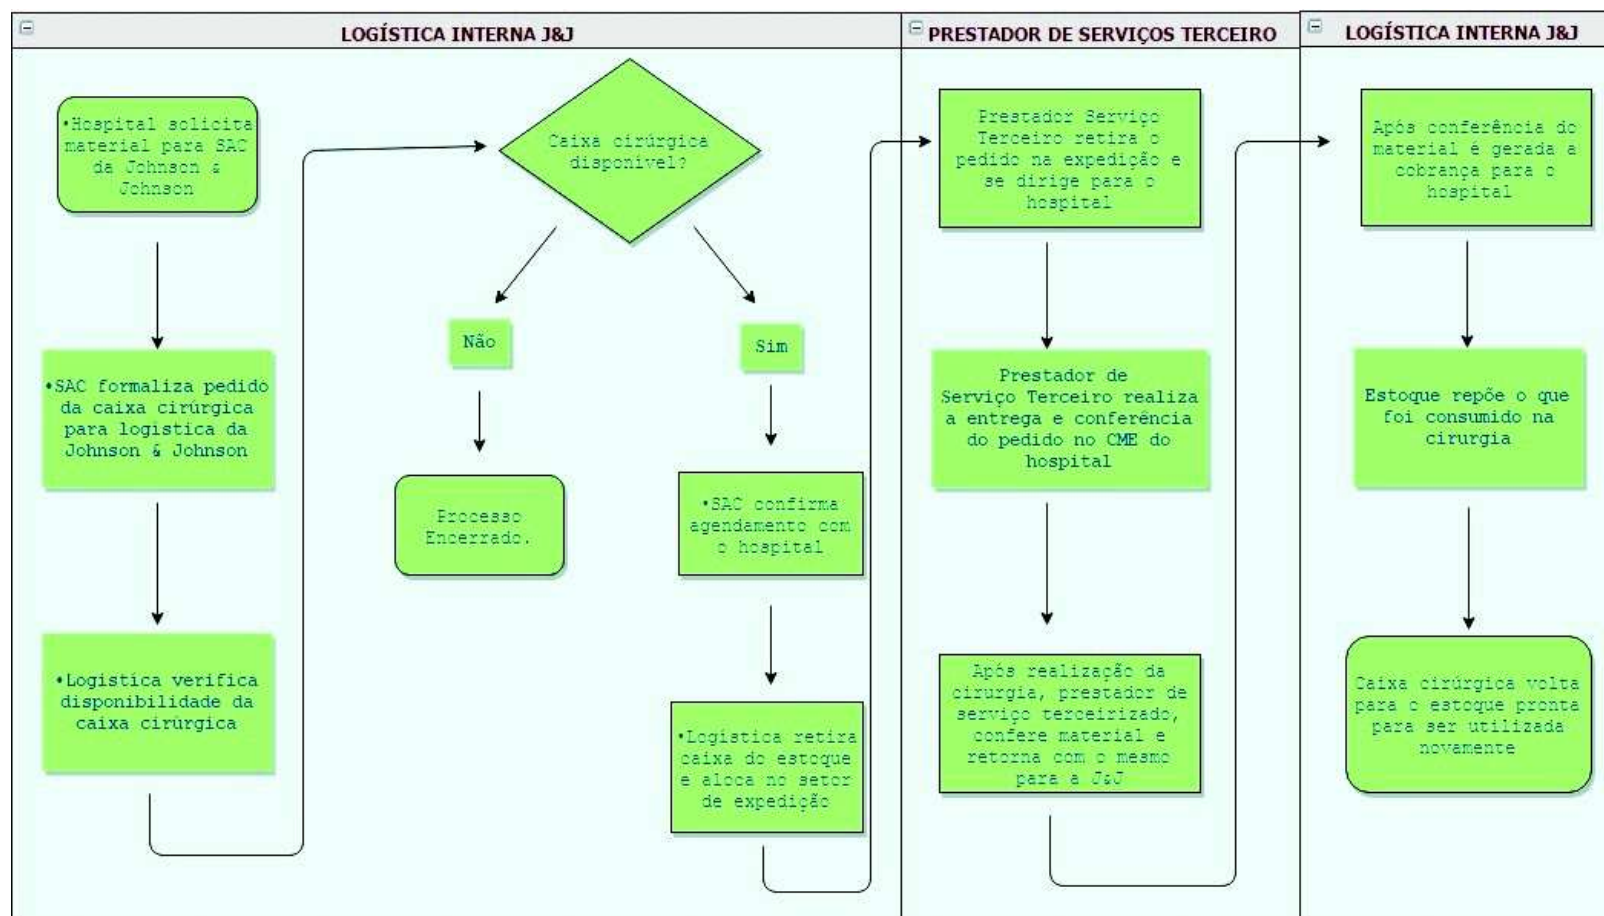 LOGÍSTICA INTERNA J&J
•Hospital solicita
material para SAC
da Johnson &
Johnson
•SAC formaliza pedido
da caixa cirúrgica
para logistica da
Johnson & Johnson
•Logistica verifica
disponibilidade da
caixa cirúrgica
Caixa cirúrgica
disponível?
Não
Processo
Encerrado.
Sim
•SAC confirma
agendamento com
o hospital
•Logística retira
caixa do estoque
e aloca no setor
de expedição
PRESTADOR DE SERVIÇOS TERCEIRO
Prestador Serviço
Terceiro retira o
pedido na expedição e
se dirige para o
hospital
Prestador de
Serviço Terceiro realiza
a entrega e conferência
do pedido no CME do
hospital
Após realização da
cirurgia, prestador de
serviço terceirizado,
confere material e
retorna com o mesmo
para a J&J
LOGÍSTICA INTERNA J&J
Após conferência do
material é gerada a
cobrança para o
hospital
Estoque repõe o que
foi consumido na
cirurgia
Caixa cirúrgica volta
para o estoque pronta
para ser utilizada
novamente